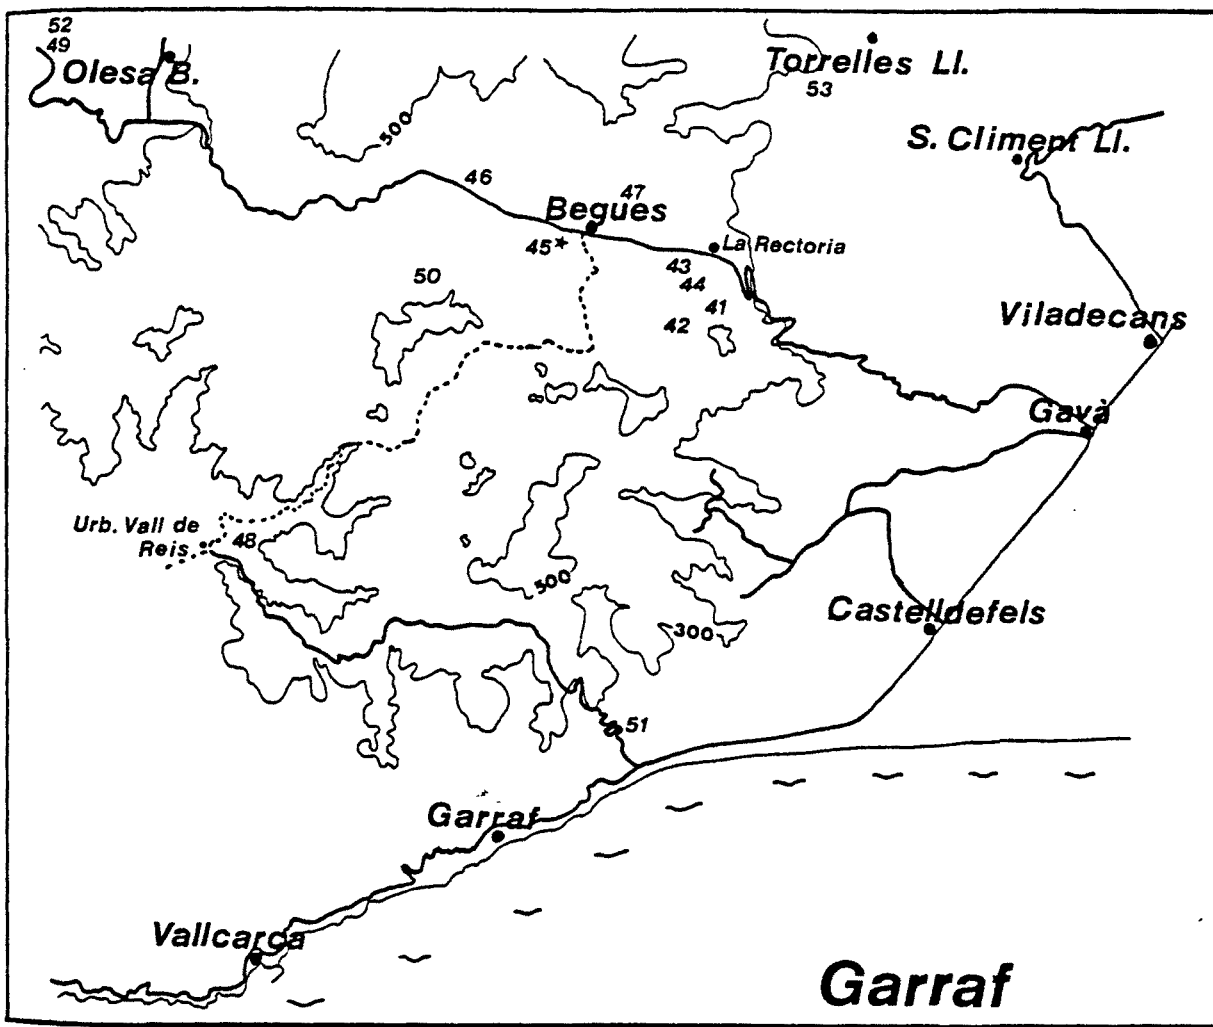 52
49
Olesa B.
Torrelles Ll.
53
500
S. Climent Ll.
46
47
Begues
45*
La Rectoria
43
44
50
41
42
Viladecans
Gavà
Urb. Vall de
Reis.
48
500
Castelldefels
300
51
Garraf
Vallcarca
Garraf